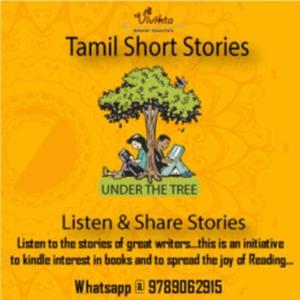 Vivikta
Tamil Short Stories
UNDER THE TREE
Listen & Share Stories
Listen to the stories of great writers...this is an initiative
to kindle interest in books and to spread the joy of Reading...
Whatsapp @ 9789062915